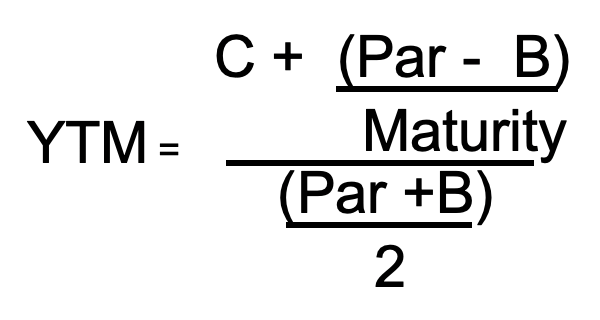 C + (Par - B)
Maturity
YTM =
(Par +B)
2